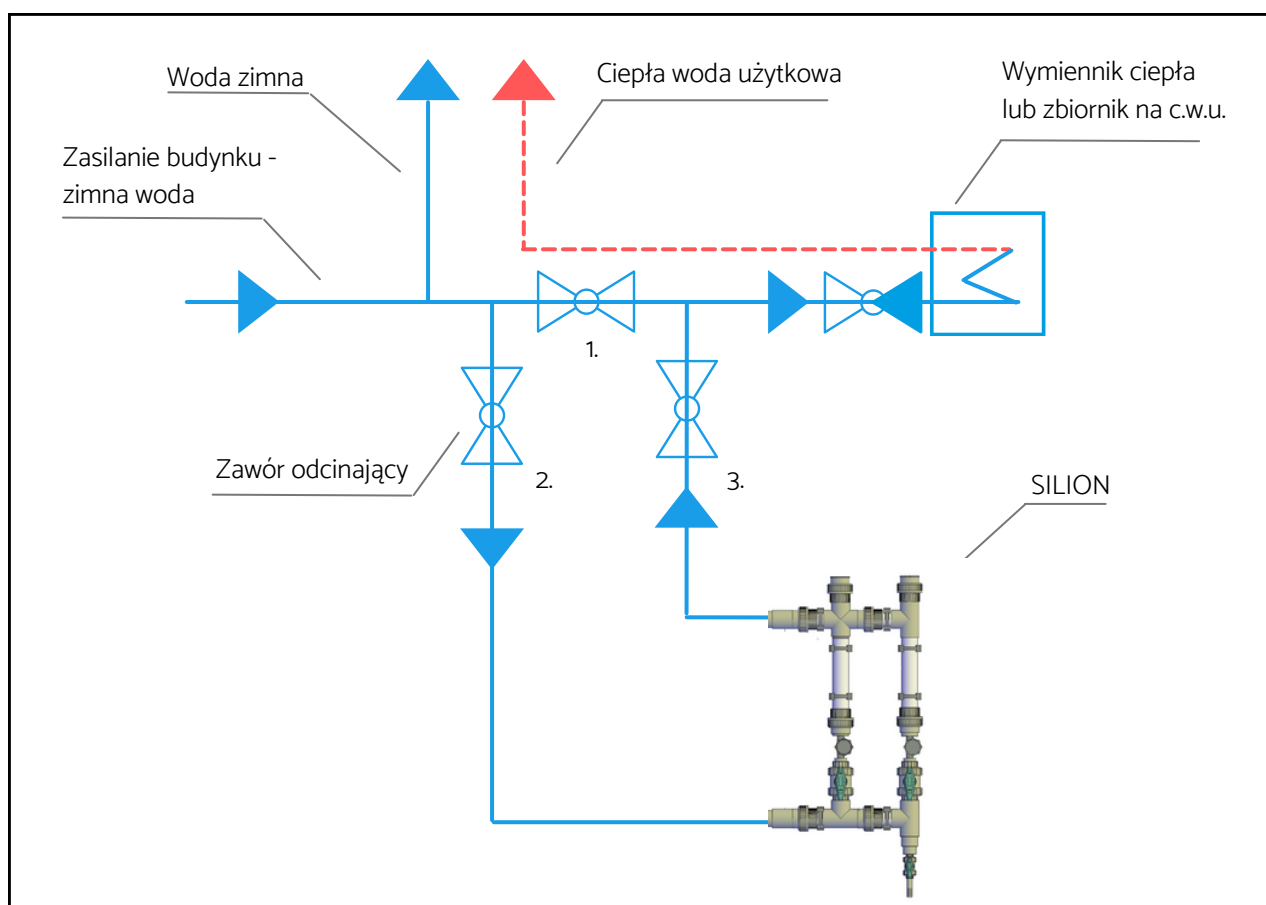 Woda zimna
Ciepła woda użytkowa
Wymiennik ciepła
lub zbiornik na c.w.u.
Zasilanie budynku -
zimna woda
1.
Zawór odcinający
2.
3.
SILION